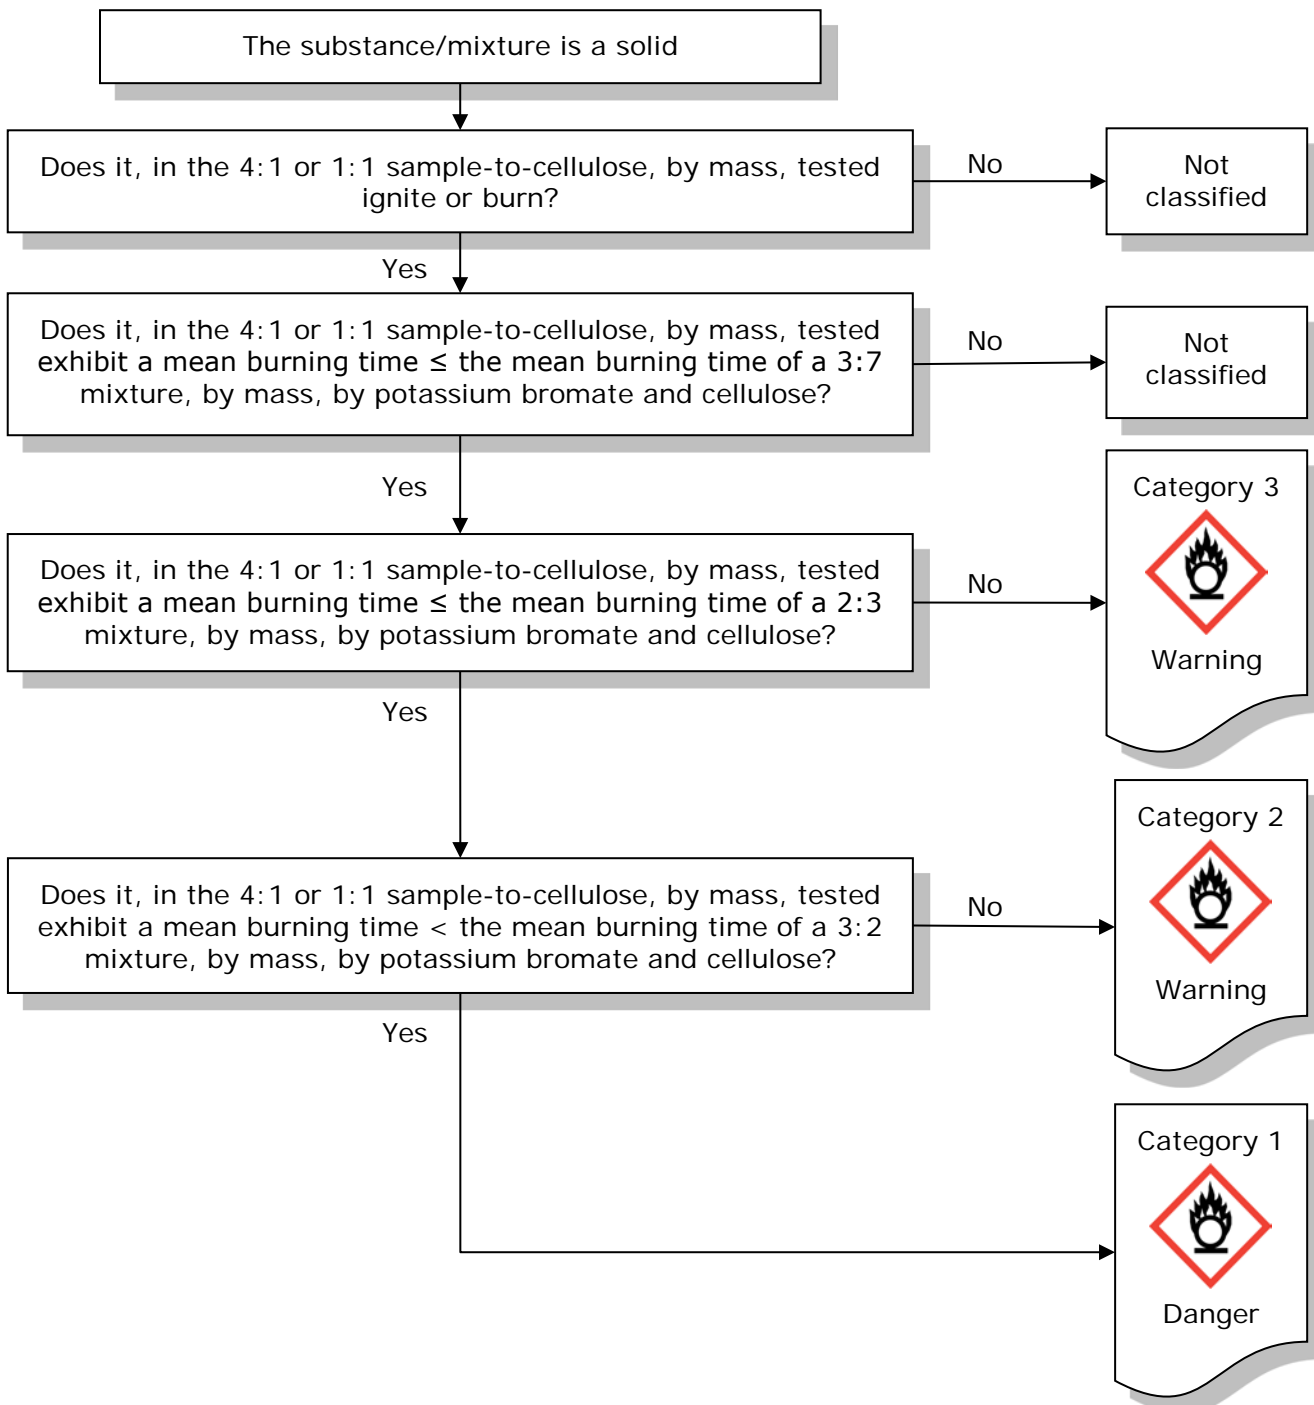 The substance/mixture is a solid
Does it, in the 4:1 or 1:1 sample-to-cellulose, by mass, tested
ignite or burn?
No
Not
classified
Yes
Does it, in the 4:1 or 1:1 sample-to-cellulose, by mass, tested
exhibit a mean burning time ≤ the mean burning time of a 3:7
mixture, by mass, by potassium bromate and cellulose?
No
Not
classified
Yes
Does it, in the 4:1 or 1:1 sample-to-cellulose, by mass, tested
exhibit a mean burning time ≤ the mean burning time of a 2:3
mixture, by mass, by potassium bromate and cellulose?
No
Category 3
Warning
Yes
Does it, in the 4:1 or 1:1 sample-to-cellulose, by mass, tested
exhibit a mean burning time < the mean burning time of a 3:2
mixture, by mass, by potassium bromate and cellulose?
No
Category 2
Warning
Yes
Category 1
Danger